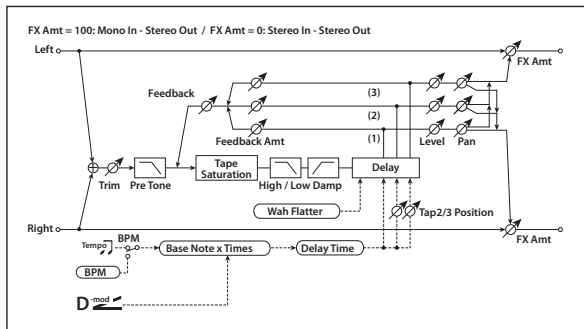 FX Amt = 100: Mono In - Stereo Out / FX Amt = 0: Stereo In - Stereo Out
Left
FX Amt
(3)
Feedback
(2)
Feedback Amt
(1)
Level
Pan
Trim
Pre Tone
Tape
Saturation
High / Low Damp
Delay
Wah Flatter
Tap2/3 Position
Right
FX Amt
Tempo
BPM
Base Note x Times
Delay Time
BPM
D-mod